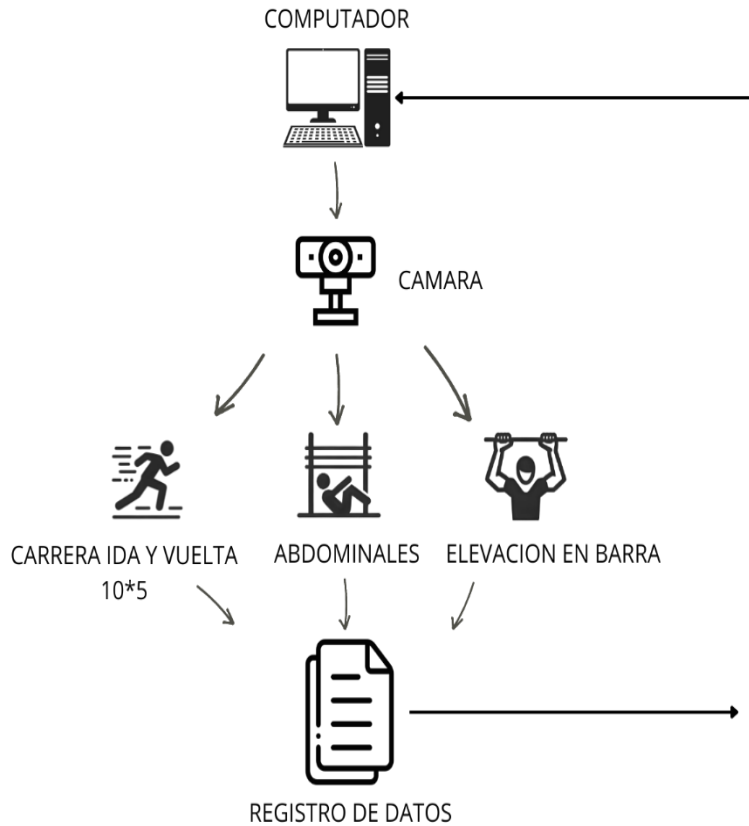 COMPUTADOR
CAMARA
CARRERA IDA Y VUELTA
10*5
ABDOMINALES
ELEVACION EN BARRA
REGISTRO DE DATOS